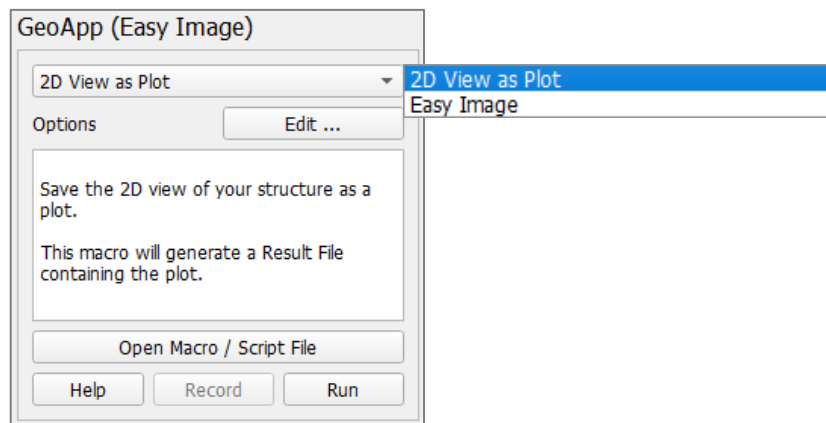 GeoApp (Easy Image)
2D View as Plot
2D View as Plot
Easy Image
Options
Edit ...
Save the 2D view of your structure as a
plot.
This macro will generate a Result File
containing the plot.
Open Macro / Script File
Help
Record
Run